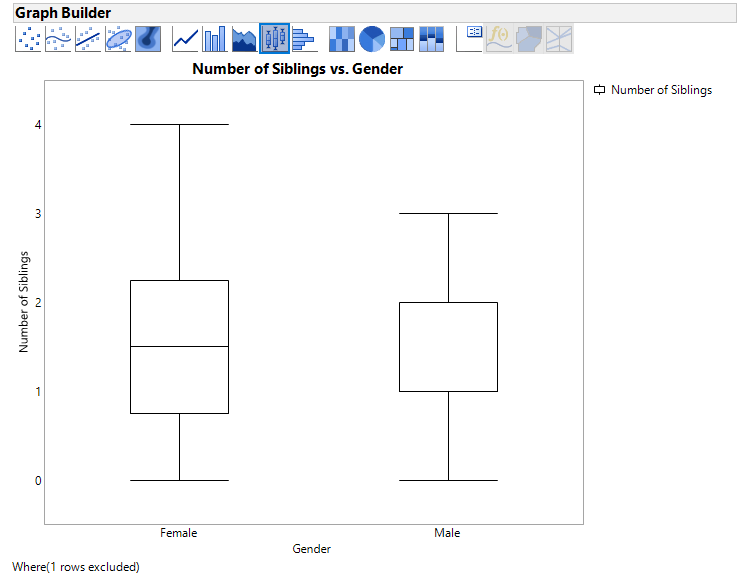 Graph Builder
f(x)
Number of Siblings vs. Gender
Number of Siblings
4
3
2
1
0
Number of Siblings
Female Male
Gender
Where(1 rows excluded)